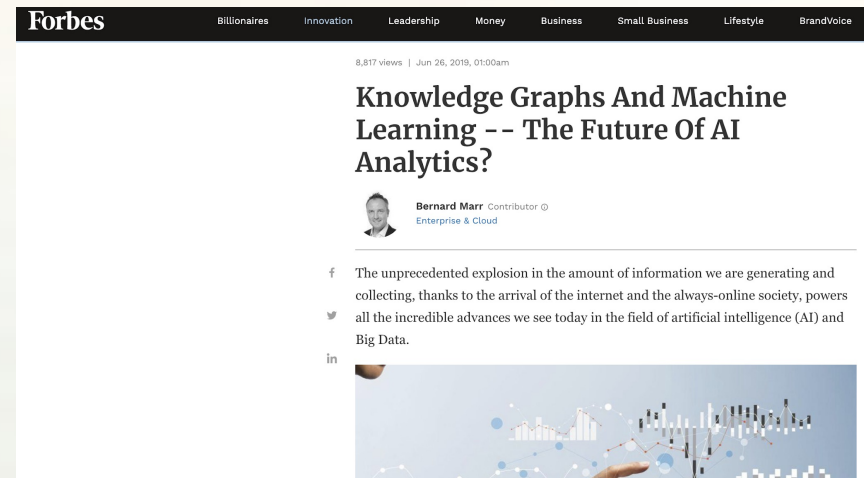 Forbes
Billionaires Innovation Leadership Money Business Small Business Lifestyle BrandVoice
8,817 views | Jun 26, 2019, 01:00am
Knowledge Graphs And Machine
Learning -- The Future Of AI
Analytics?
Bernard Marr Contributor
Enterprise & Cloud
The unprecedented explosion in the amount of information we are generating and
collecting, thanks to the arrival of the internet and the always-online society, powers
all the incredible advances we see today in the field of artificial intelligence (AI) and
Big Data.